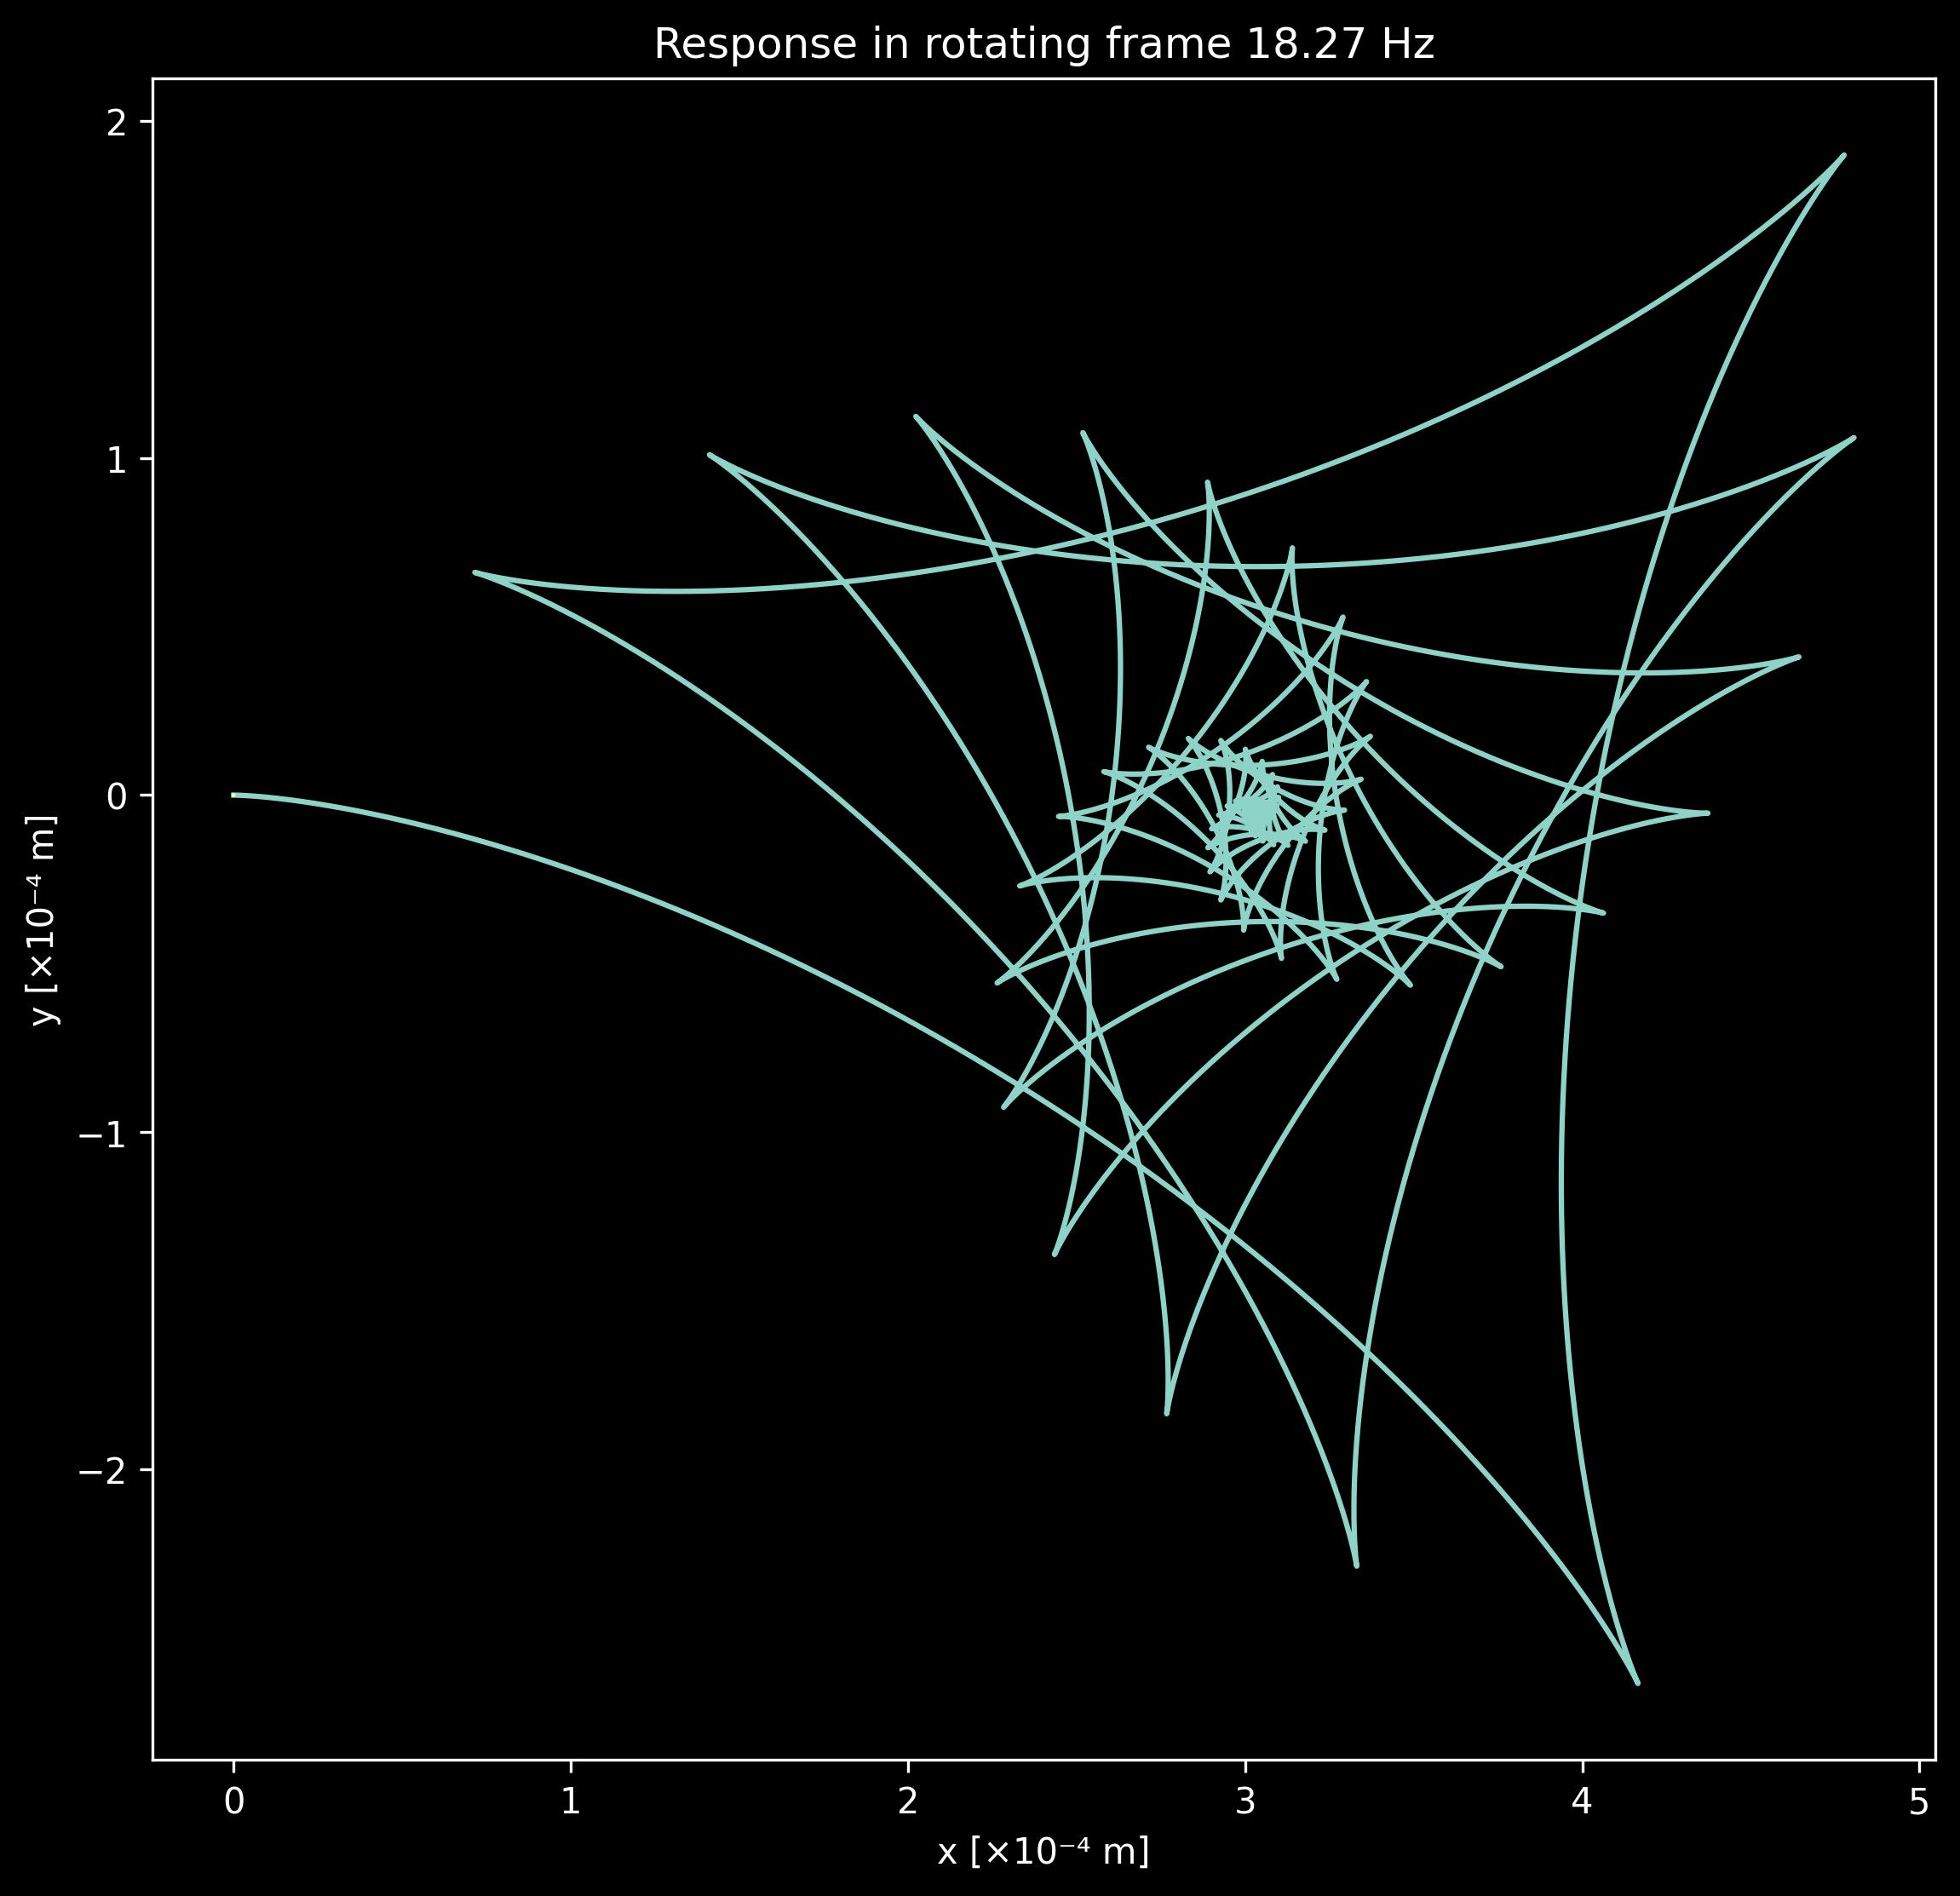 Response in rotating frame 18.27 Hz
2
1
0
−1
−2
y [×10⁻⁴ m]
0 1 2 3 4 5
x [×10⁻⁴ m]